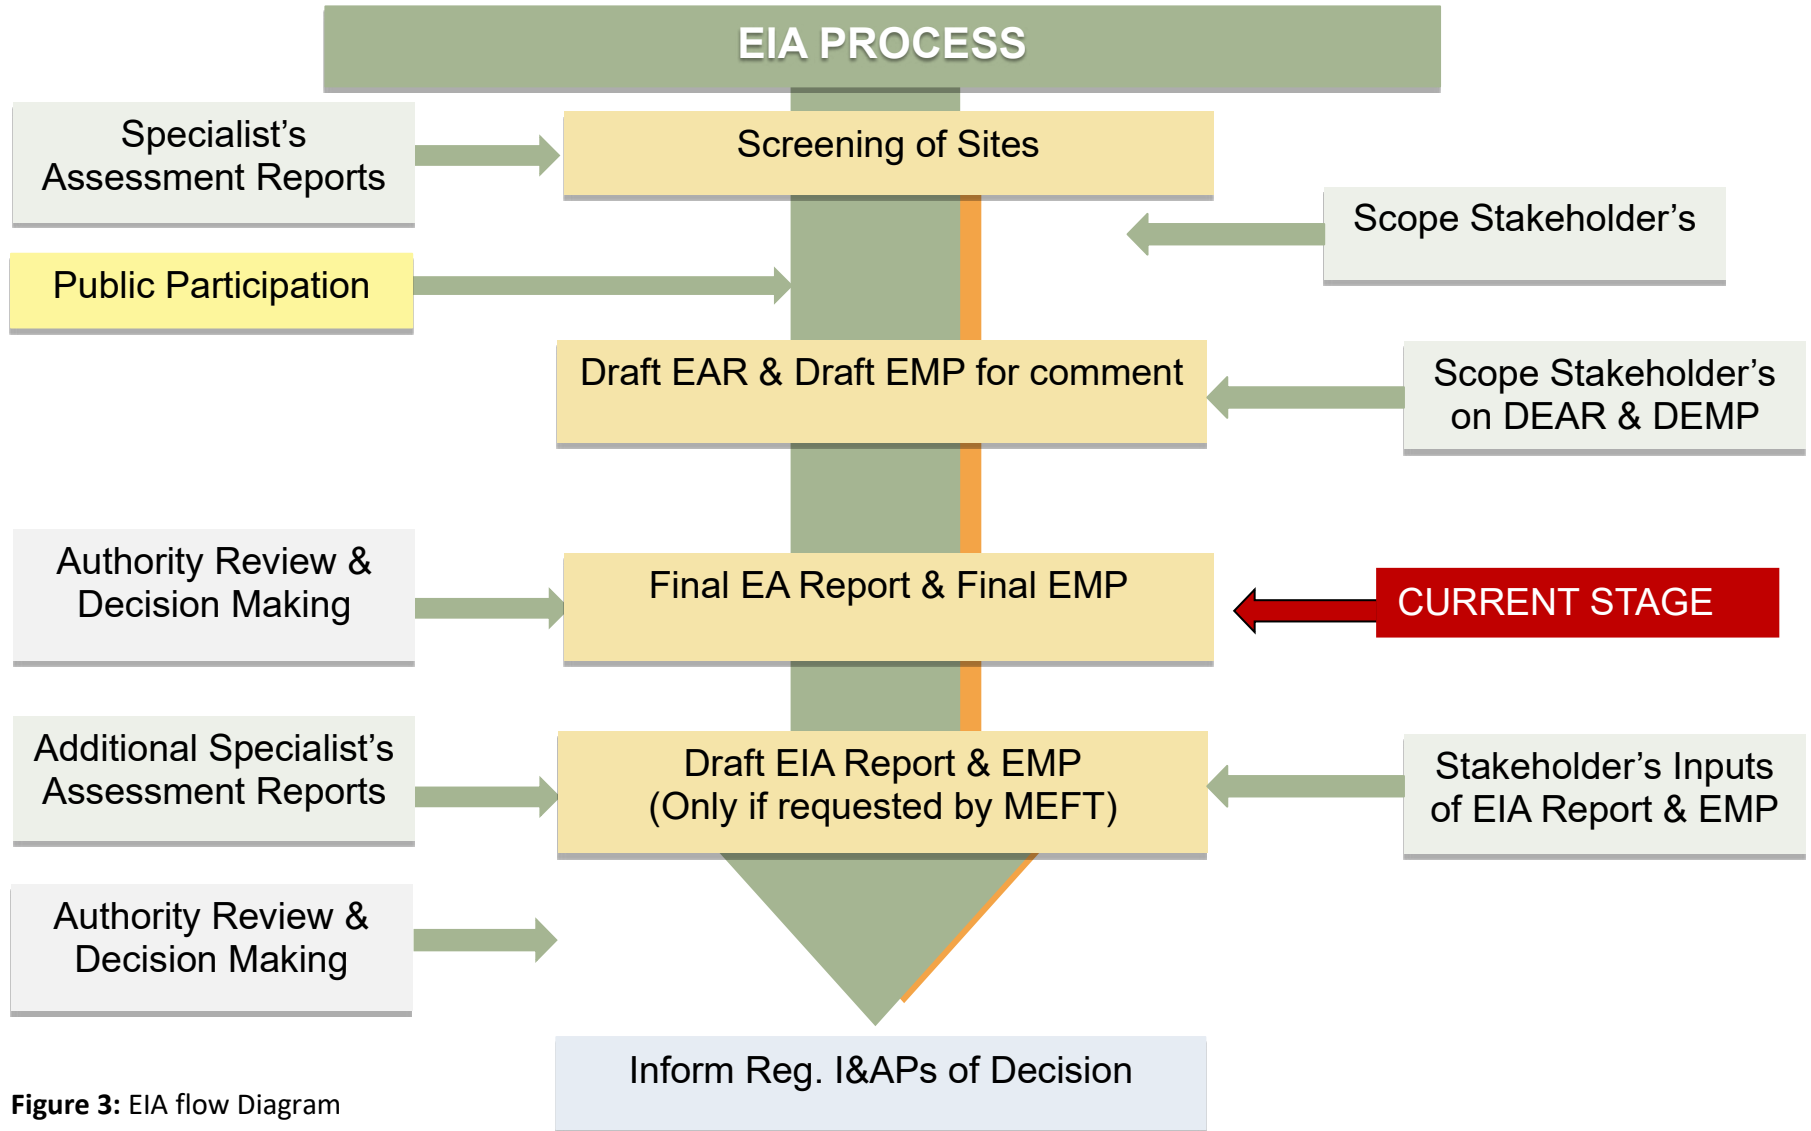 EIA PROCESS
Specialist’s
Assessment Reports
Screening of Sites
Scope Stakeholder’s
Public Participation
Draft EAR & Draft EMP for comment
Scope Stakeholder’s
on DEAR & DEMP
Authority Review &
Decision Making
Final EA Report & Final EMP
CURRENT STAGE
Additional Specialist’s
Assessment Reports
Draft EIA Report & EMP
(Only if requested by MEFT)
Stakeholder’s Inputs
of EIA Report & EMP
Authority Review &
Decision Making
Inform Reg. I&APs of Decision
Figure 3: EIA flow Diagram